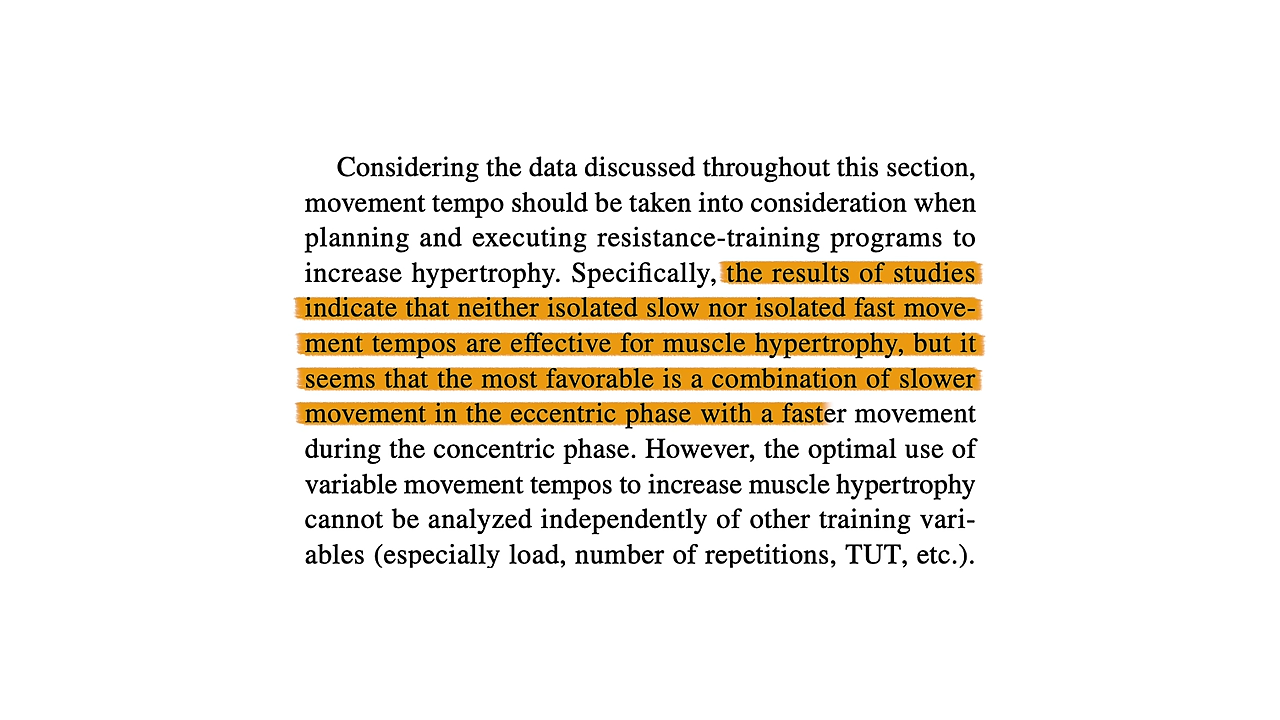 Considering the data discussed throughout this section,
movement tempo should be taken into consideration when
planning and executing resistance-training programs to
increase hypertrophy. Specifically, the results of studies
indicate that neither isolated slow nor isolated fast move-
ment tempos are effective for muscle hypertrophy, but it
seems that the most favorable is a combination of slower
movement in the eccentric phase with a faster movement
during the concentric phase. However, the optimal use of
variable movement tempos to increase muscle hypertrophy
cannot be analyzed independently of other training vari-
ables (especially load, number of repetitions, TUT, etc.).